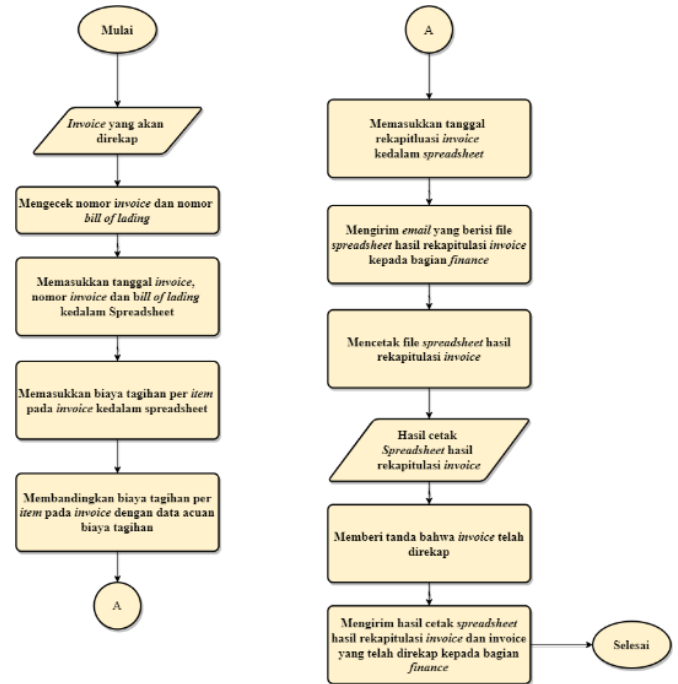 Mulai
Invoice yang akan
direkap
Mengecek nomor invoice dan nomor
bill of lading
Memasukkan tanggal invoice,
nomor invoice dan bill of lading
kedalam Spreadsheet
Memasukkan biaya tagihan per item
pada invoice kedalam spreadsheet
Membandingkan biaya tagihan per
item pada invoice dengan data acuan
biaya tagihan
A
A
Memasukkan tanggal
rekapitluasi invoice
kedalam spreadsheet
Mengirim email yang berisi file
spreadsheet hasil rekapitulasi invoice
kepada bagian finance
Mencetak file spreadsheet hasil
rekapitulasi invoice
Hasil cetak
Spreadsheet hasil
rekapitulasi invoice
Memberi tanda bahwa invoice telah
direkap
Mengirim hasil cetak spreadsheet
hasil rekapitulasi invoice dan invoice
yang telah direkap kepada bagian
finance
Selesai